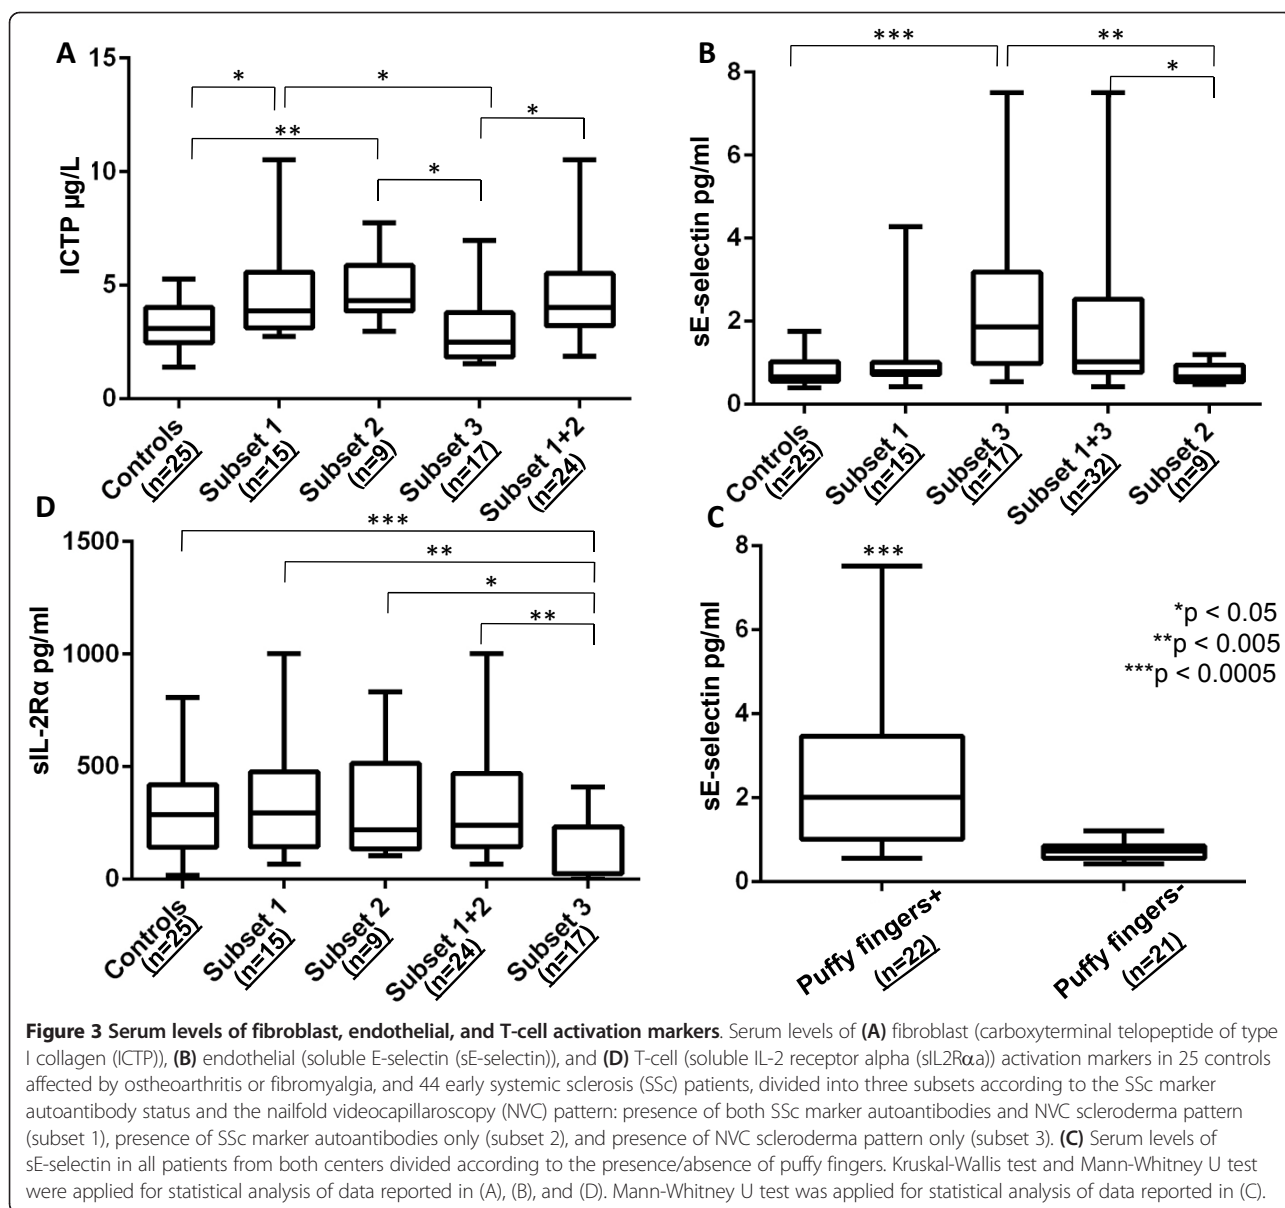 A
15
10
5
0
ICTP µg/L
*
*
**
*
*
Controls
(n=25)
Subset 1
(n=15)
Subset 2
(n=9)
Subset 3
(n=17)
Subset 1+2
(n=24)
B
8
6
4
2
0
sE-selectin pg/ml
***
**
*
Controls
(n=25)
Subset 1
(n=15)
Subset 3
(n=17)
Subset 1+3
(n=32)
Subset 2
(n=9)
D
1500
1000
500
0
sIL-2Rα pg/ml
***
**
*
**
Controls
(n=25)
Subset 1
(n=15)
Subset 2
(n=9)
Subset 1+2
(n=24)
Subset 3
(n=17)
C
8
6
4
2
0
sE-selectin pg/ml
***
*p < 0.05
**p < 0.005
***p < 0.0005
Puffy fingers+
(n=22)
Puffy fingers-
(n=21)
Figure 3 Serum levels of fibroblast, endothelial, and T-cell activation markers. Serum levels of (A) fibroblast (carboxyterminal telopeptide of type
I collagen (ICTP)), (B) endothelial (soluble E-selectin (sE-selectin)), and (D) T-cell (soluble IL-2 receptor alpha (sIL2Rαa)) activation markers in 25 controls
affected by ostheoarthritis or fibromyalgia, and 44 early systemic sclerosis (SSc) patients, divided into three subsets according to the SSc marker
autoantibody status and the nailfold videocapillaroscopy (NVC) pattern: presence of both SSc marker autoantibodies and NVC scleroderma pattern
(subset 1), presence of SSc marker autoantibodies only (subset 2), and presence of NVC scleroderma pattern only (subset 3). (C) Serum levels of
sE-selectin in all patients from both centers divided according to the presence/absence of puffy fingers. Kruskal-Wallis test and Mann-Whitney U test
were applied for statistical analysis of data reported in (A), (B), and (D). Mann-Whitney U test was applied for statistical analysis of data reported in (C).